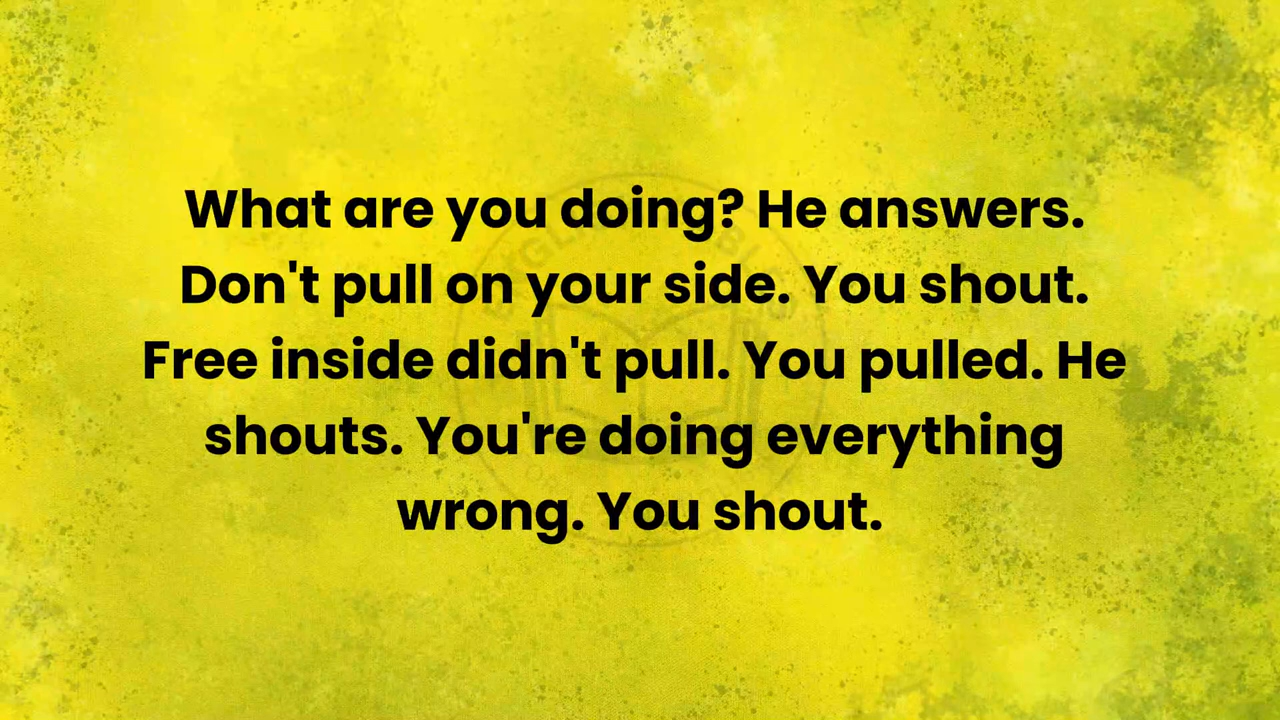 What are you doing? He answers.
Don't pull on your side. You shout.
Free inside didn't pull. You pulled. He
shouts. You're doing everything
wrong. You shout.